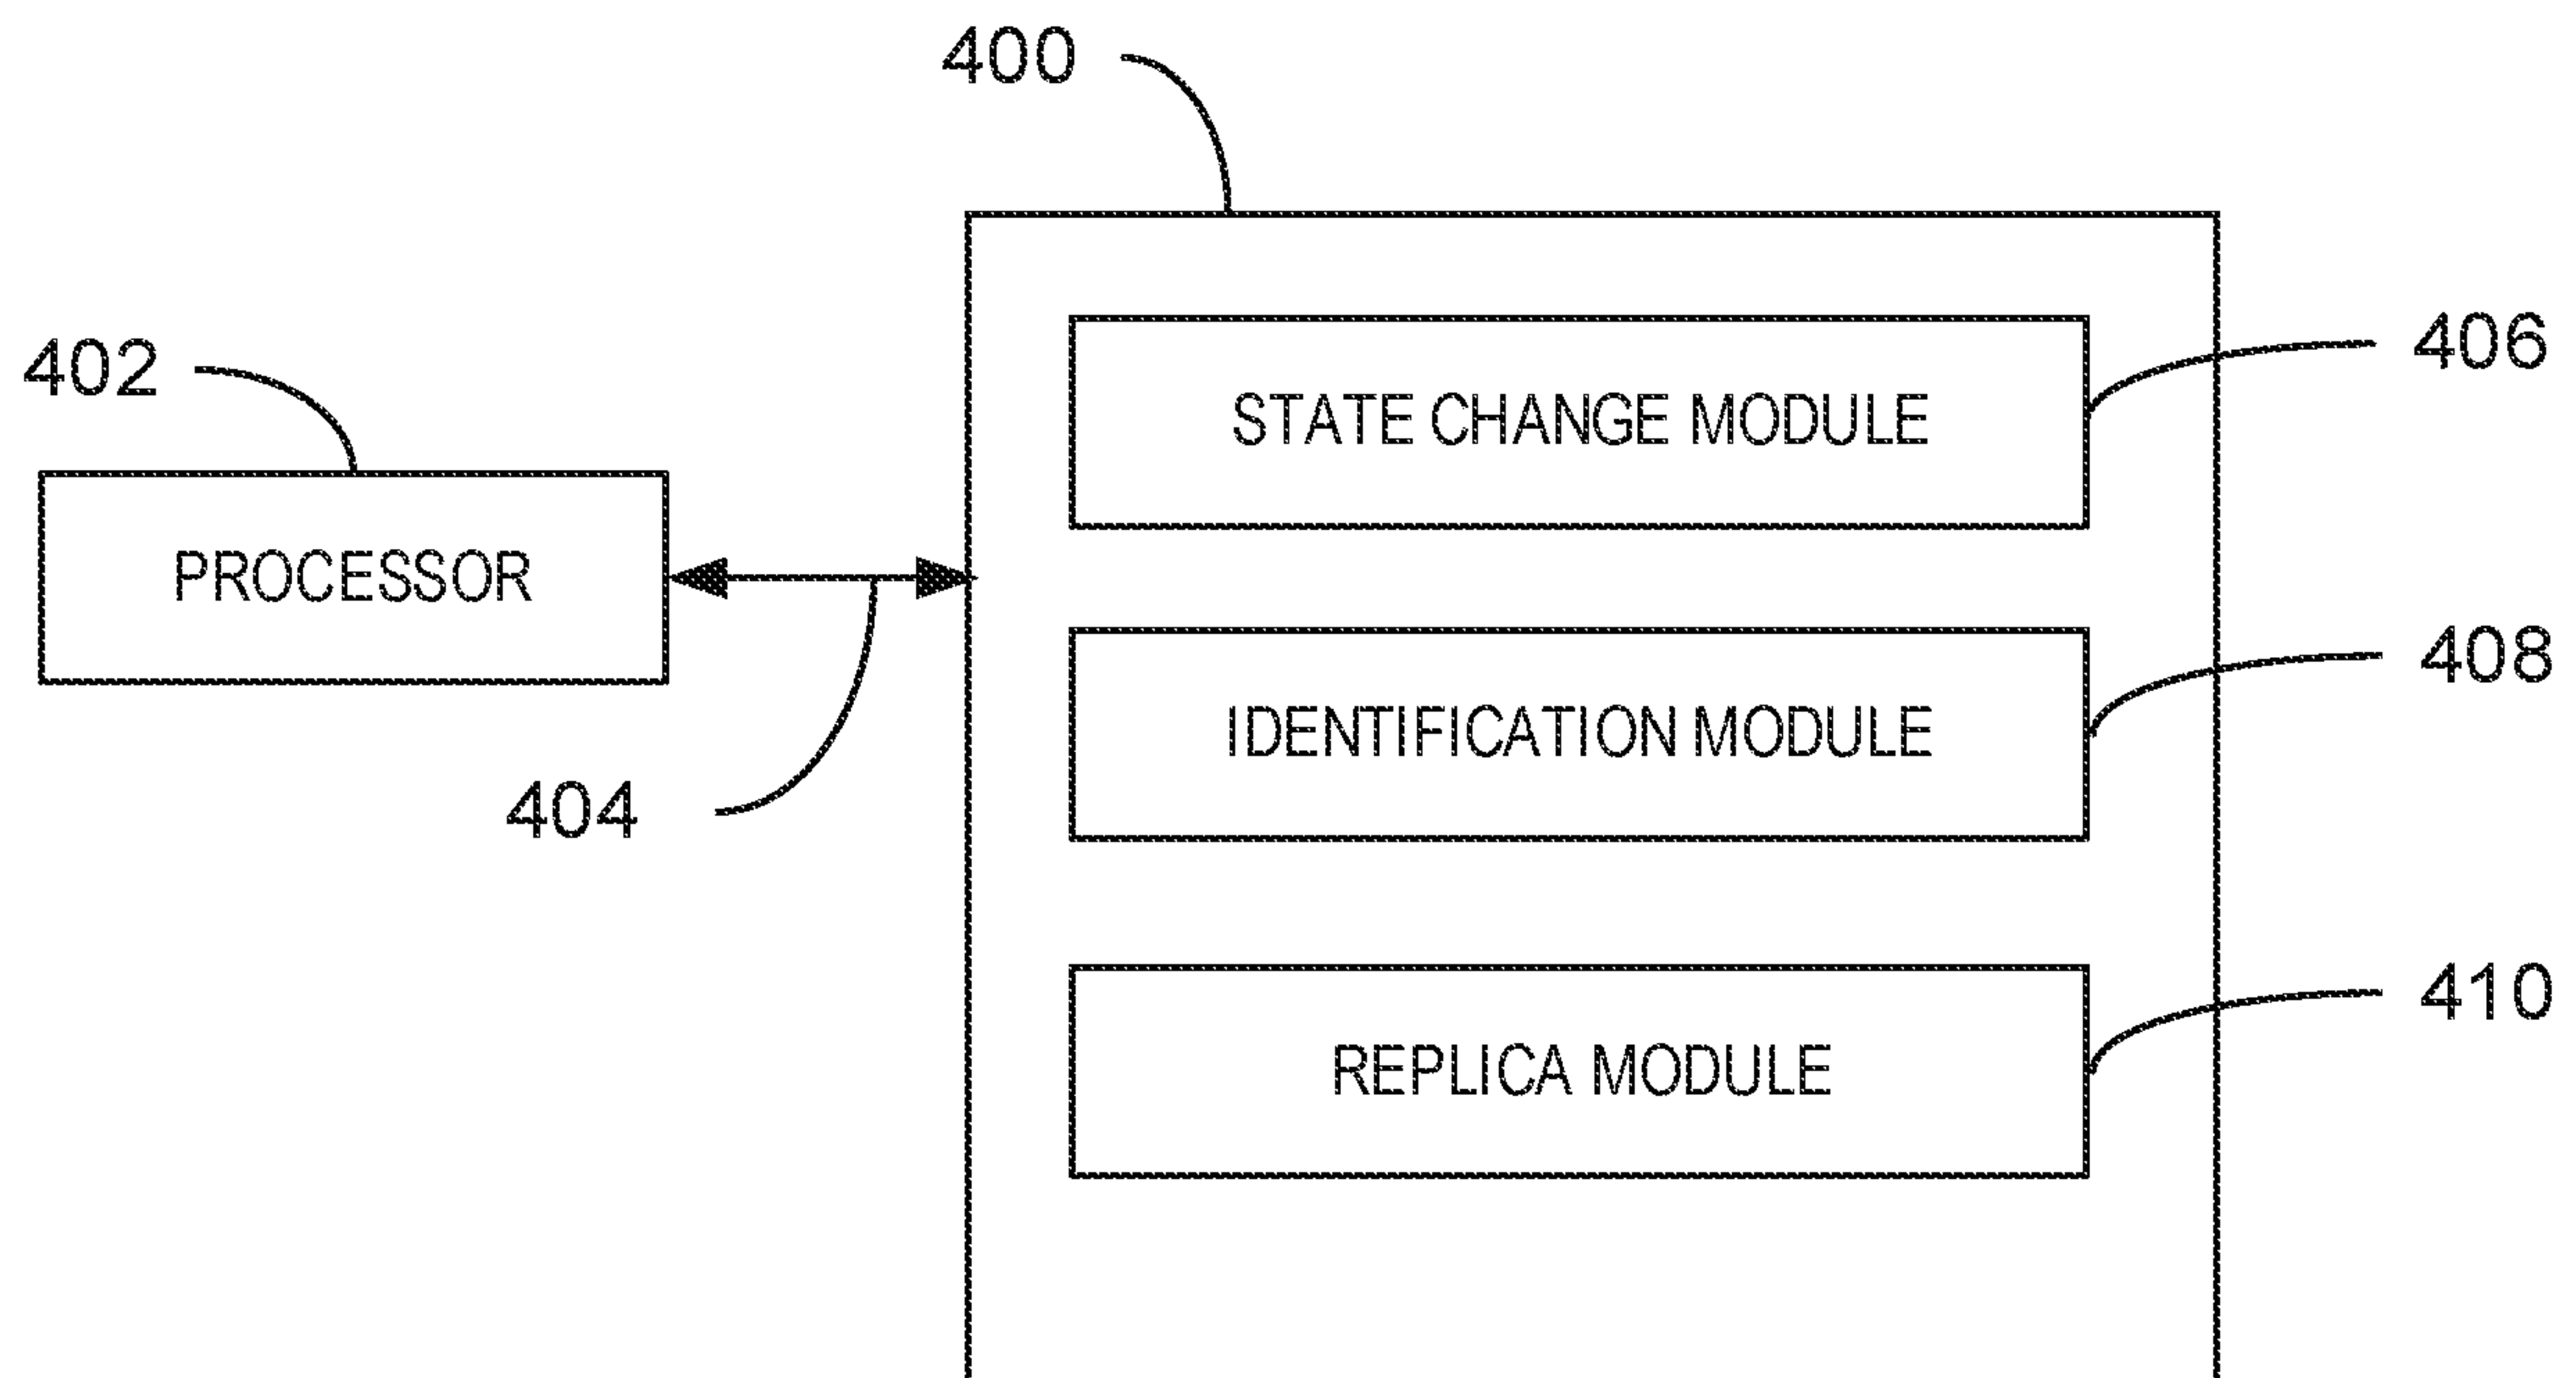 400
402
406
STATE CHANGE MODULE
PROCESSOR
408
IDENTIFICATION MODULE
404
410
REPLICA MODULE